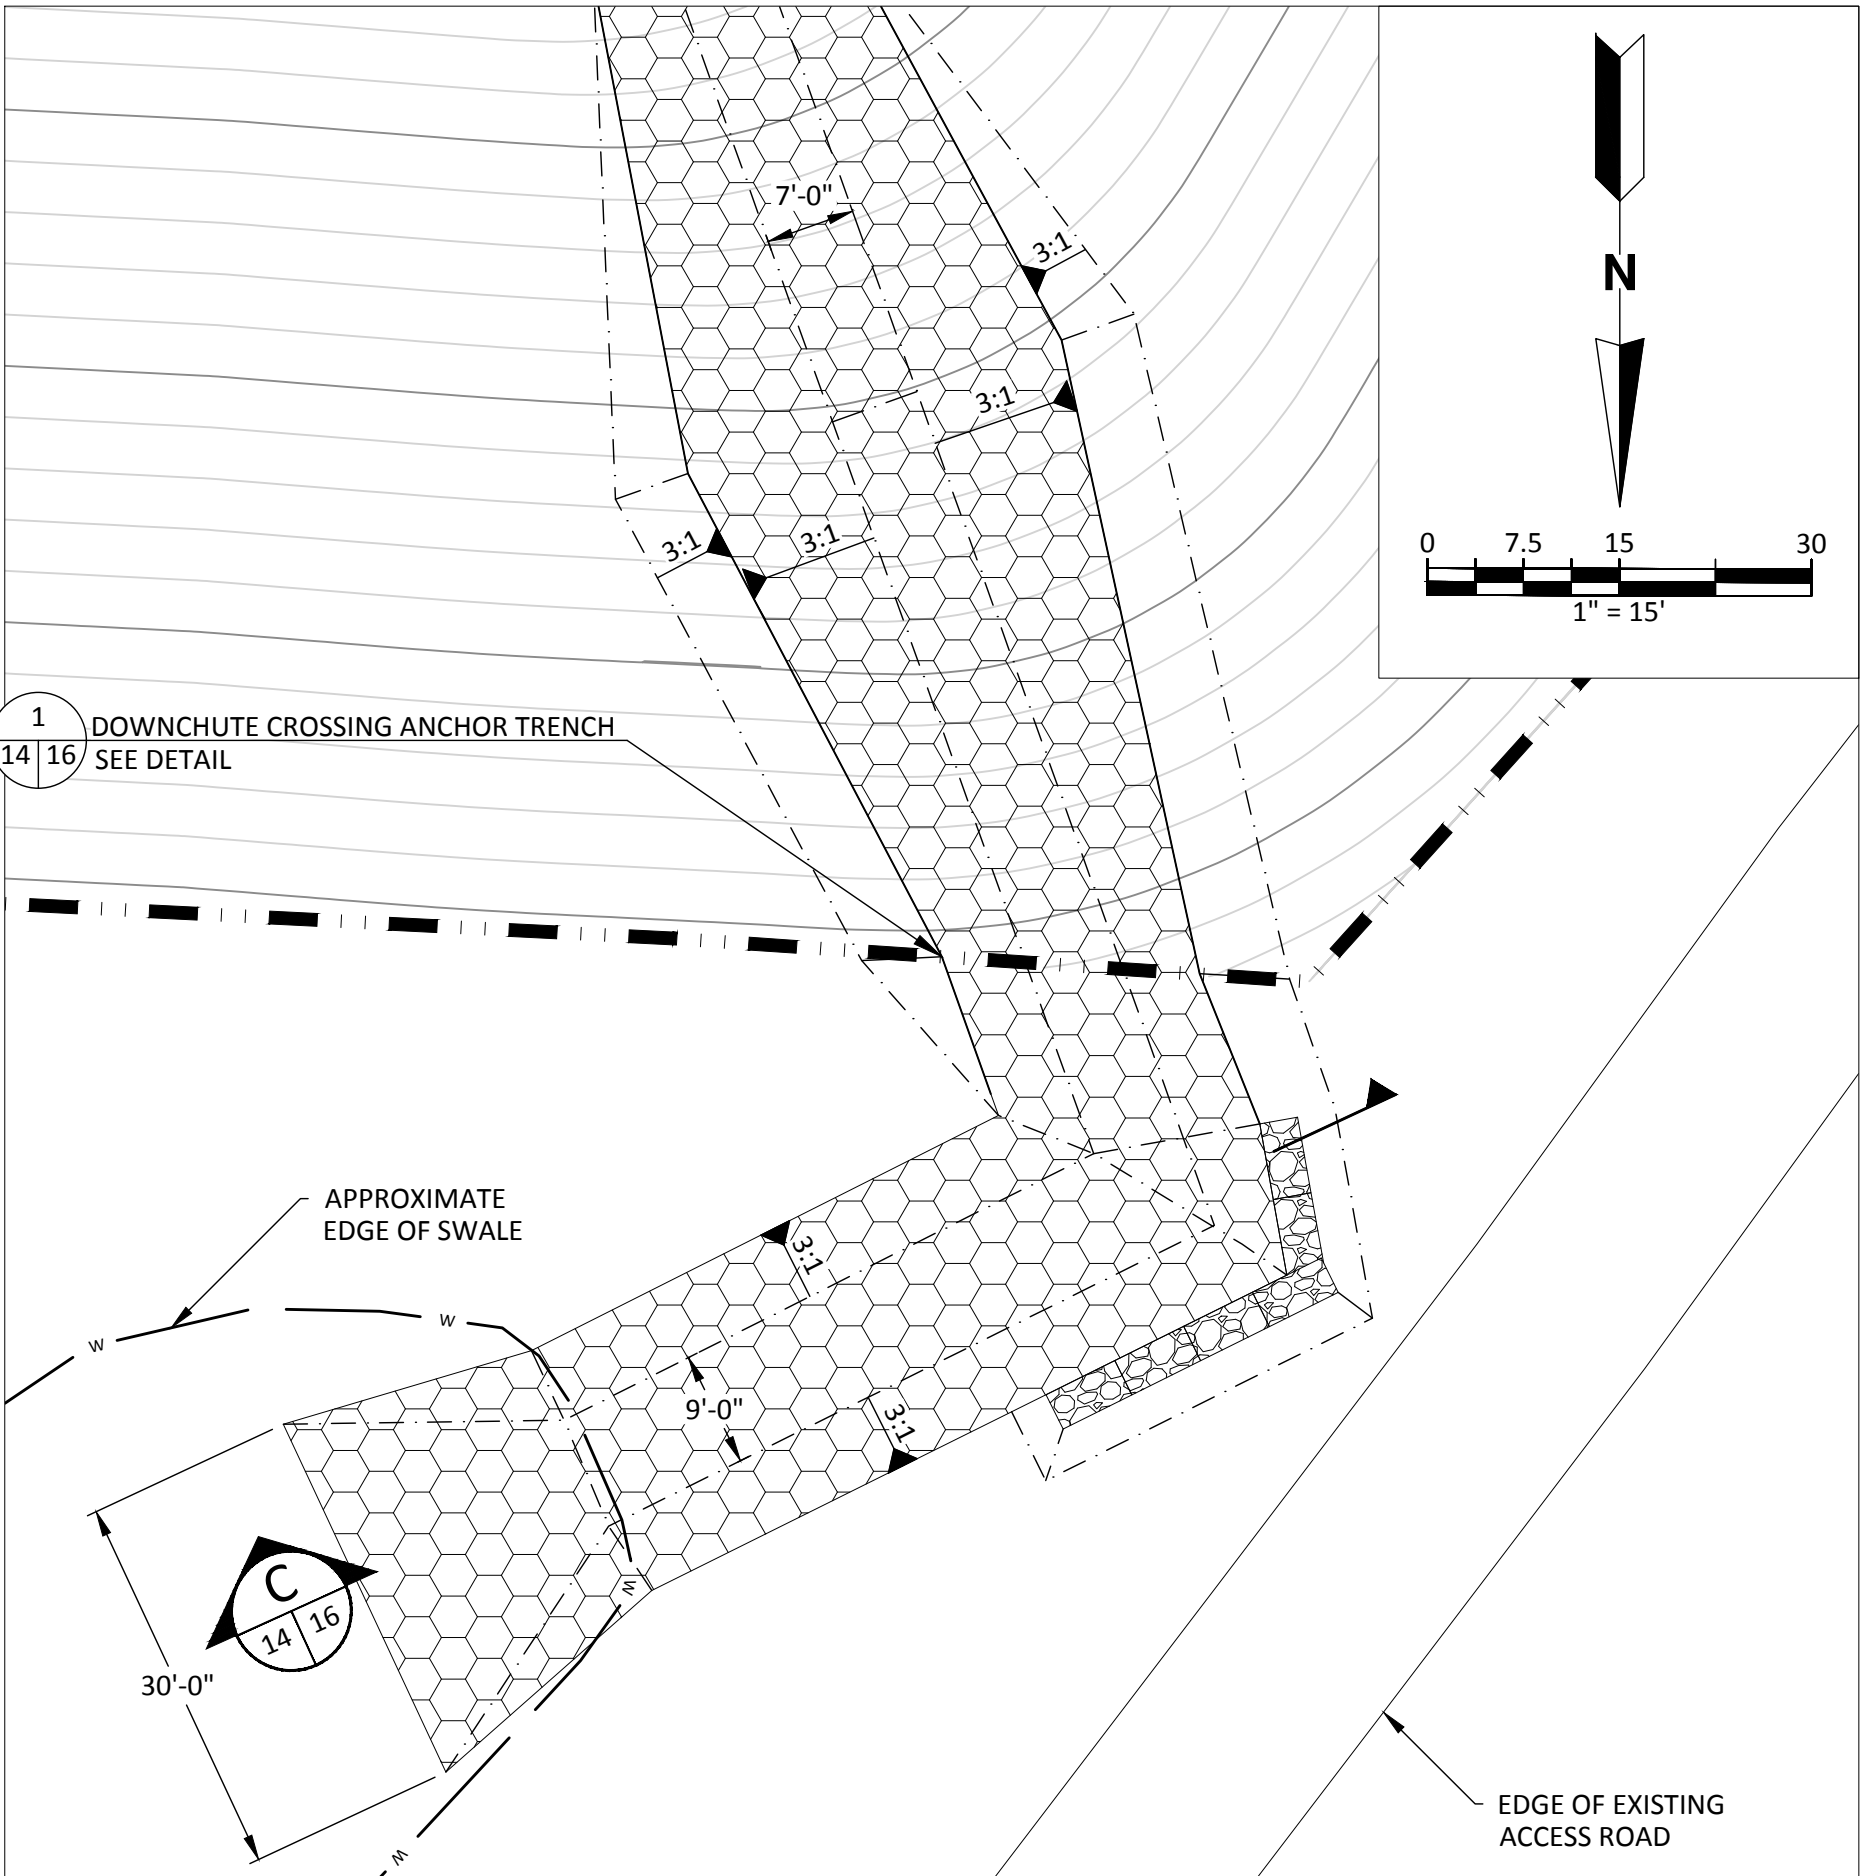 7'-0"
3:1
3:1
3:1
3:1
N
0 7.5 15 30
1" = 15'
1
14 16
DOWNCHUTE CROSSING ANCHOR TRENCH
SEE DETAIL
APPROXIMATE
EDGE OF SWALE
W
W
3:1
9'-0"
3:1
C
14 16
W
30'-0"
W
EDGE OF EXISTING
ACCESS ROAD